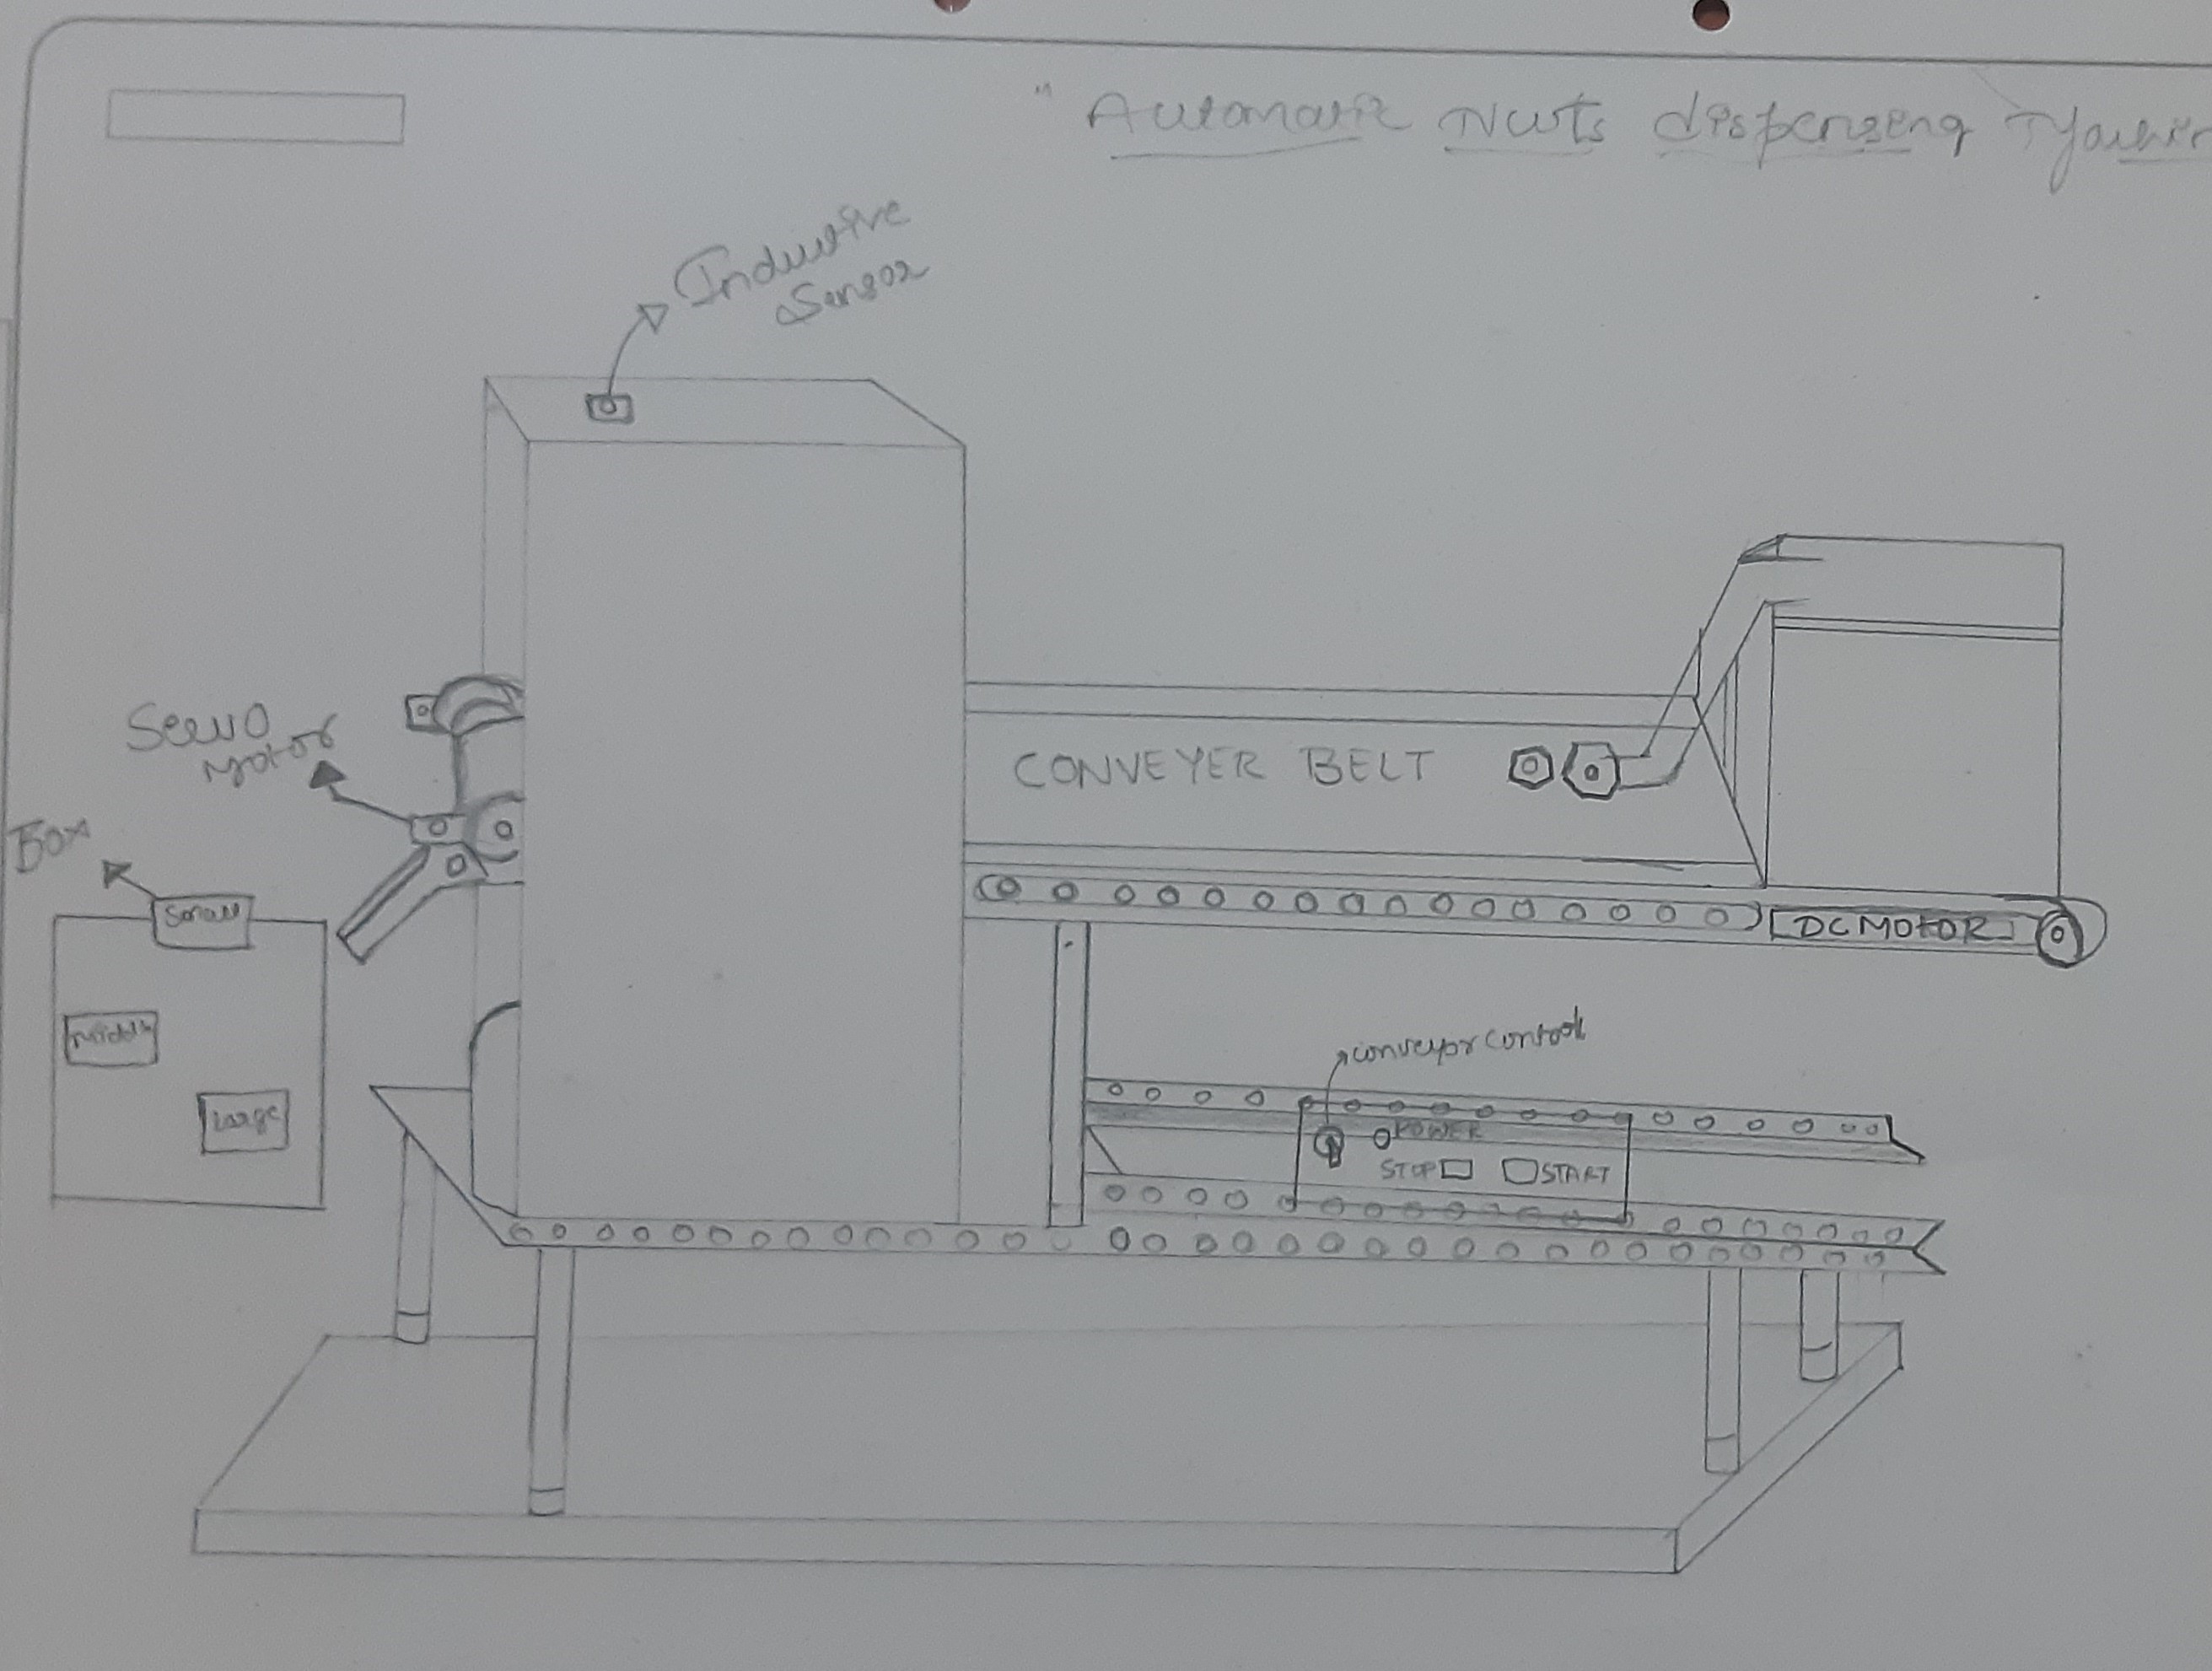 " Automatic Nuts dispensing
Inductive
Sensor
Servo
Motor
Box
Small
Middle
Large
CONVEYER BELT
DC MOTOR
conveyor control
POWER
STOP START